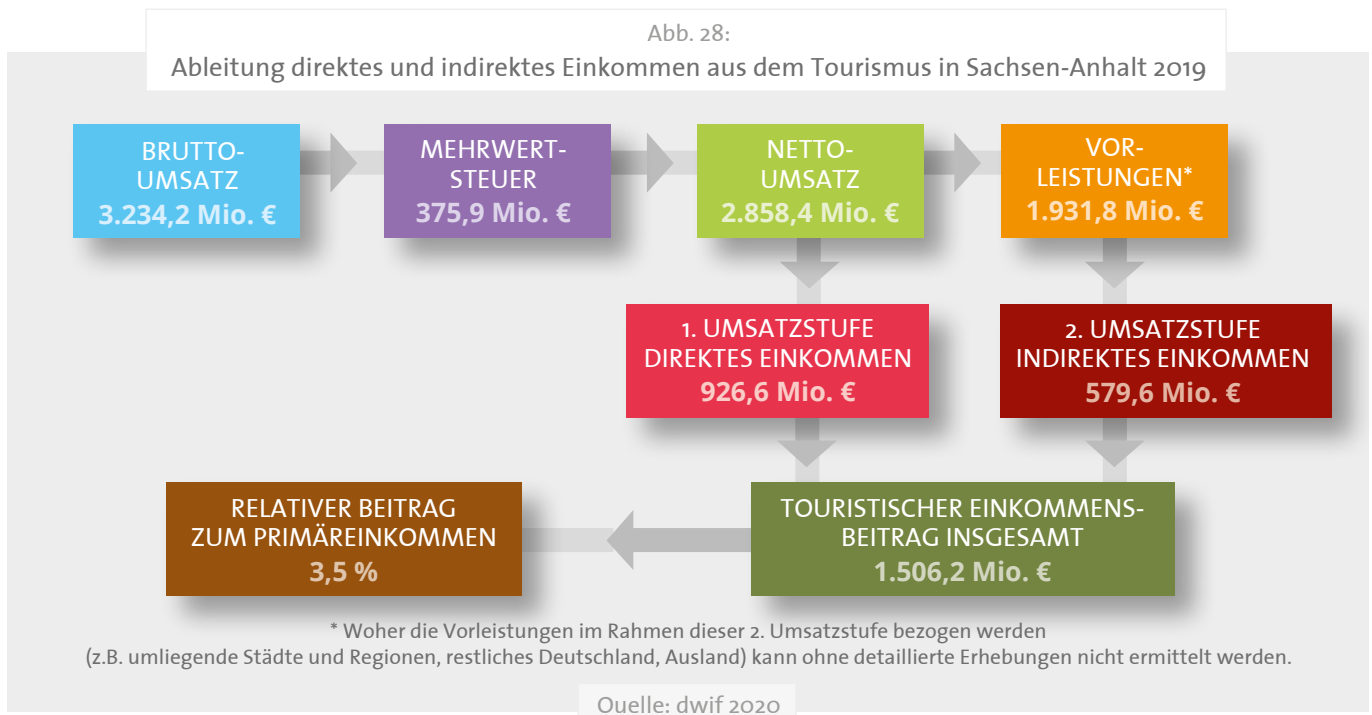 Abb. 28:
Ableitung direktes und indirektes Einkommen aus dem Tourismus in Sachsen-Anhalt 2019
BRUTTO-
UMSATZ
3.234,2 Mio. €
MEHRWERT-
STEUER
375,9 Mio. €
NETTO-
UMSATZ
2.858,4 Mio. €
VOR-
LEISTUNGEN*
1.931,8 Mio. €
1. UMSATZSTUFE
DIREKTES EINKOMMEN
926,6 Mio. €
2. UMSATZSTUFE
INDIREKTES EINKOMMEN
579,6 Mio. €
RELATIVER BEITRAG
ZUM PRIMÄREINKOMMEN
3,5 %
TOURISTISCHER EINKOMMENS-
BEITRAG INSGESAMT
1.506,2 Mio. €
* Woher die Vorleistungen im Rahmen dieser 2. Umsatzstufe bezogen werden
(z.B. umliegende Städte und Regionen, restliches Deutschland, Ausland) kann ohne detaillierte Erhebungen nicht ermittelt werden.
Quelle: dwif 2020